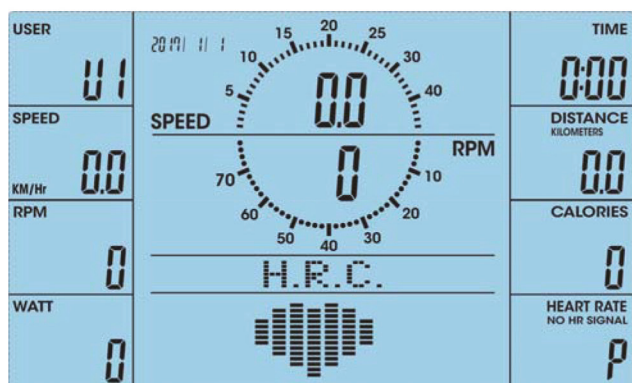 USER
U1
SPEED
KM/Hr 0.0
RPM
0
WATT
0
2017/ 1/ 1
5 10 15 20 25 30 40
SPEED 0.0
0 RPM
70 60 50 40 30 20 10
H.R.C.
TIME
0:00
DISTANCE
KILOMETERS
0.0
CALORIES
0
HEART RATE
NO HR SIGNAL
P